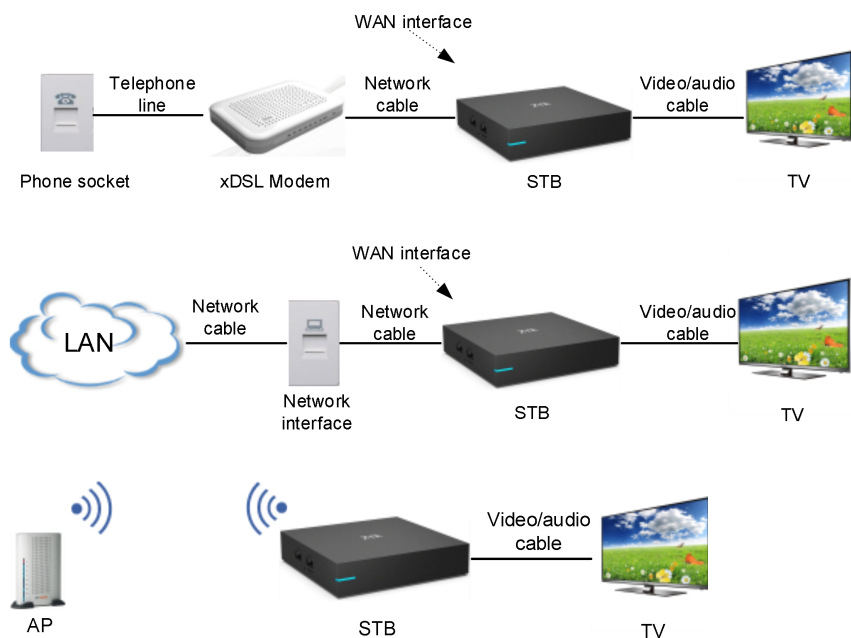 WAN interface
Telephone
line
Network
cable
Video/audio
cable
Phone socket
xDSL Modem
STB
TV
WAN interface
Network
cable
Network
cable
Video/audio
cable
LAN
Network
interface
STB
TV
Video/audio
cable
AP
STB
TV